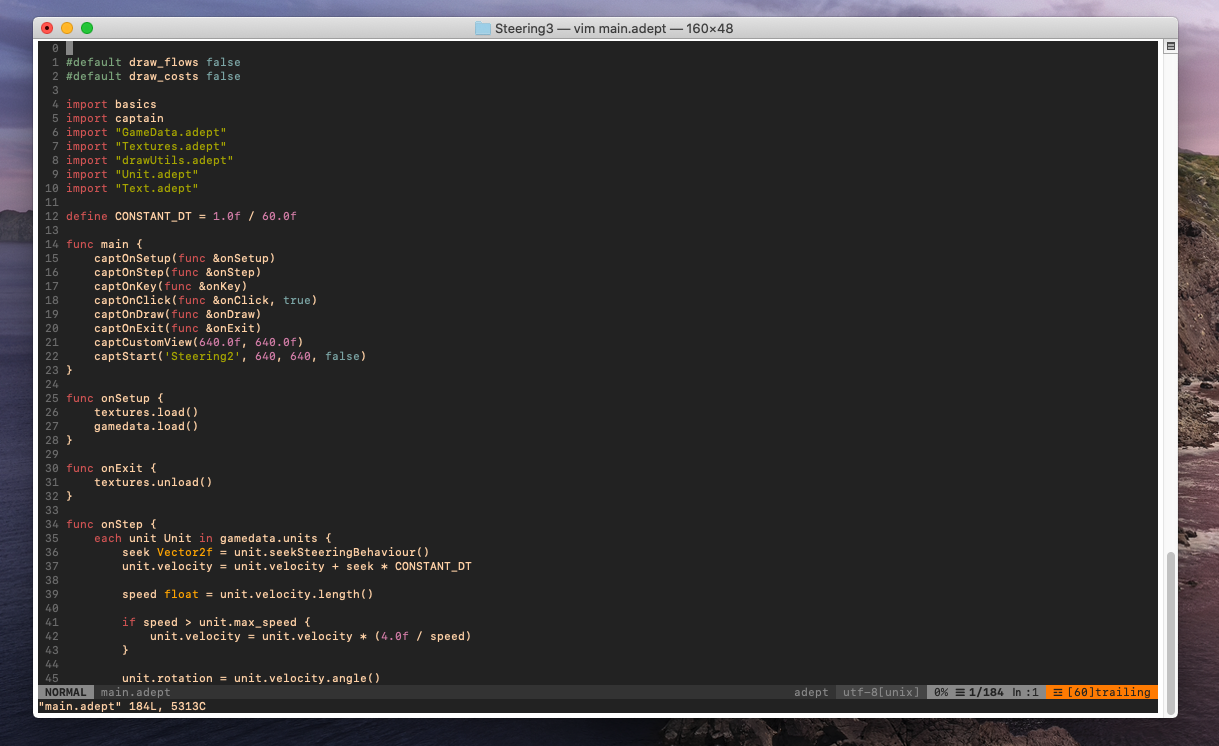 Steering3 — vim main.adept — 160×48
0
1 #default draw_flows false
2 #default draw_costs false
3
4 import basics
5 import captain
6 import "GameData.adept"
7 import "Textures.adept"
8 import "drawUtils.adept"
9 import "Unit.adept"
10 import "Text.adept"
11
12 define CONSTANT_DT = 1.0f / 60.0f
13
14 func main {
15     captOnSetup(func &onSetup)
16     captOnStep(func &onStep)
17     captOnKey(func &onKey)
18     captOnClick(func &onClick, true)
19     captOnDraw(func &onDraw)
20     captOnExit(func &onExit)
21     captCustomView(640.0f, 640.0f)
22     captStart('Steering2', 640, 640, false)
23 }
24
25 func onSetup {
26     textures.load()
27     gamedata.load()
28 }
29
30 func onExit {
31     textures.unload()
32 }
33
34 func onStep {
35     each unit Unit in gamedata.units {
36         seek Vector2f = unit.seekSteeringBehaviour()
37         unit.velocity = unit.velocity + seek * CONSTANT_DT
38
39         speed float = unit.velocity.length()
40
41         if speed > unit.max_speed {
42             unit.velocity = unit.velocity * (4.0f / speed)
43         }
44
45         unit.rotation = unit.velocity.angle()
NORMAL main.adept adept utf-8[unix] 0% ☰ 1/184 ln :1 ☲ [60]trailing
"main.adept" 184L, 5313C